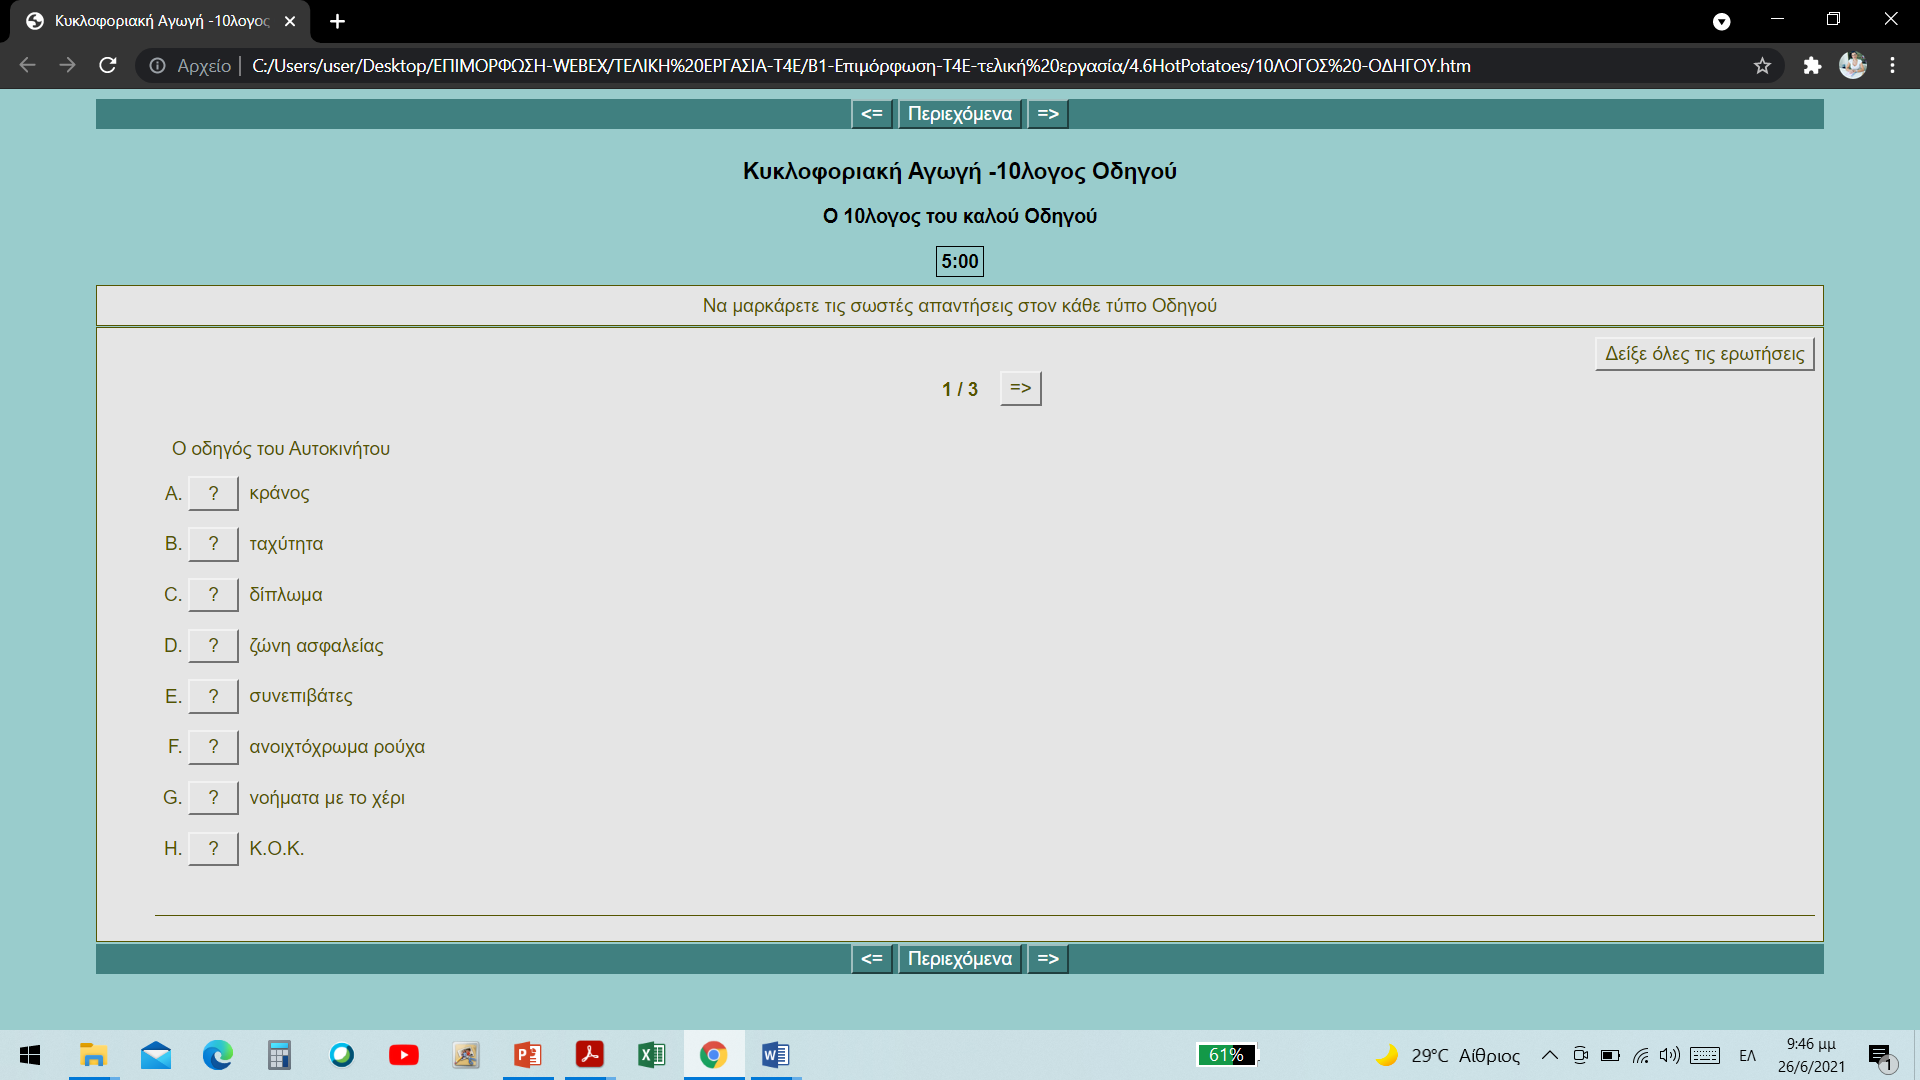 Κυκλοφοριακή Αγωγή -10λογος
Αρχείο | C:/Users/user/Desktop/ΕΠΙΜΟΡΦΩΣΗ-WEBEX/ΤΕΛΙΚΗ%20ΕΡΓΑΣΙΑ-Τ4Ε/Β1-Επιμόρφωση-Τ4Ε-τελική%20εργασία/4.6HotPotatoes/10ΛΟΓΟΣ%20-ΟΔΗΓΟΥ.htm
<= Περιεχόμενα =>
Κυκλοφοριακή Αγωγή -10λογος Οδηγού
Ο 10λογος του καλού Οδηγού
5:00
Να μαρκάρετε τις σωστές απαντήσεις στον κάθε τύπο Οδηγού
Δείξε όλες τις ερωτήσεις
1 / 3 =>
Ο οδηγός του Αυτοκινήτου
A. ? κράνος
B. ? ταχύτητα
C. ? δίπλωμα
D. ? ζώνη ασφαλείας
E. ? συνεπιβάτες
F. ? ανοιχτόχρωμα ρούχα
G. ? νοήματα με το χέρι
H. ? Κ.Ο.Κ.
<= Περιεχόμενα =>
61% 29°C Αίθριος ΕΛ 9:46 μμ
26/6/2021 1